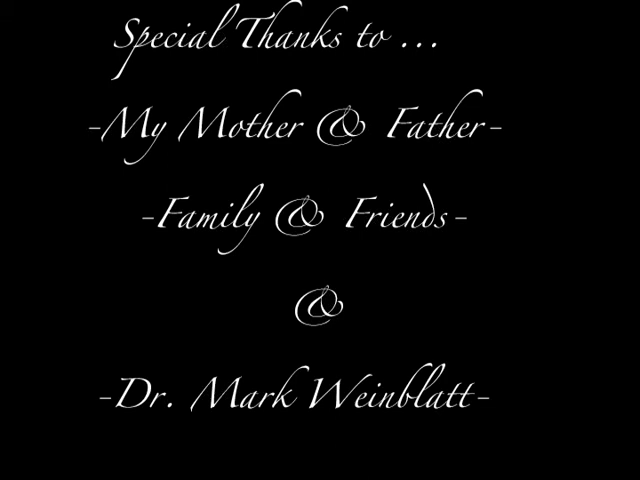 Special Thanks to ...
-My Mother & Father-
-Family & Friends-
&
-Dr. Mark Weinblatt-